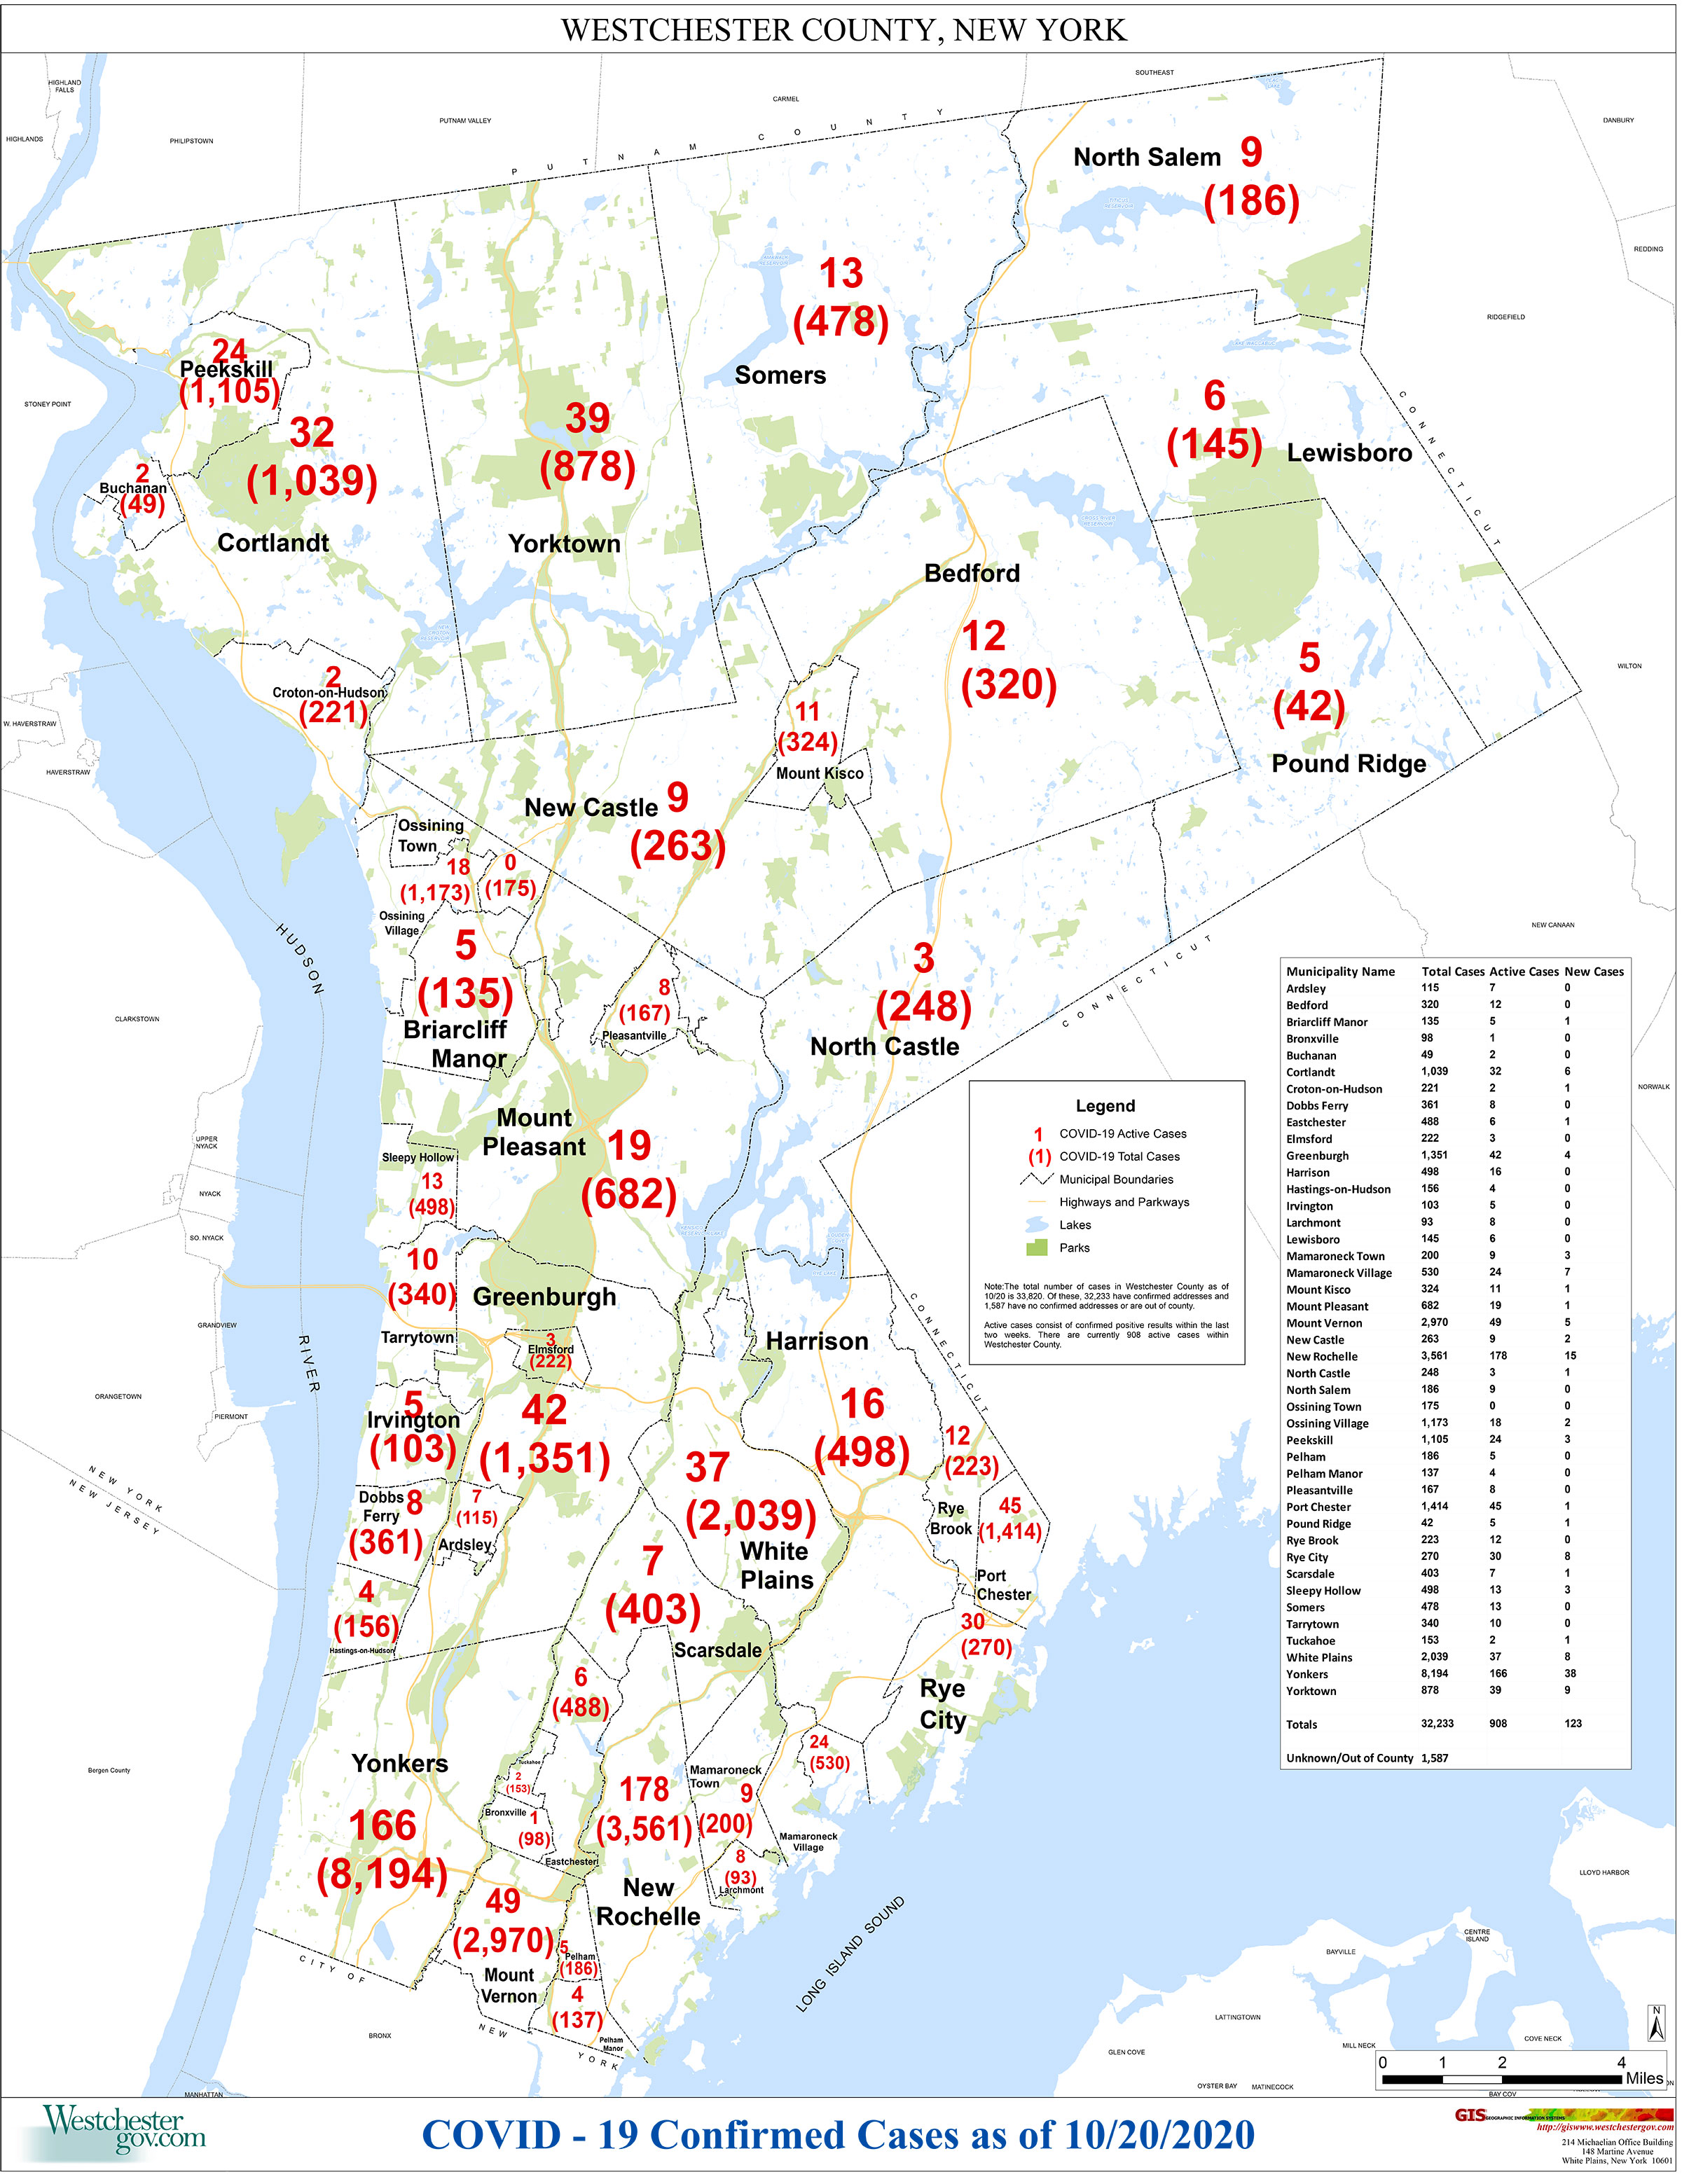 WESTCHESTER COUNTY, NEW YORK
HIGHLAND
FALLS
SOUTHEAST
CARMEL
PUTNAM VALLEY
HIGHLANDS
PHILIPSTOWN
DANBURY
PUTNAM COUNTY
North Salem 9
(186)
REDDING
13
(478)
Somers
RIDGEFIELD
24
Peekskill
(1,105)
STONEY POINT
32
(1,039)
Cortlandt
39
(878)
Yorktown
6
(145)
Lewisboro
CONNECTICUT
2
Buchanan
(49)
Bedford
12
(320)
5
(42)
Pound Ridge
WILTON
NEW
CROTON
RESERVOIR
2
Croton-on-Hudson
(221)
W. HAVERSTRAW
HAVERSTRAW
11
(324)
Mount Kisco
New Castle 9
(263)
Ossining
Town
18
(1,173)
0
(175)
Ossining
Village
HUDSON
5
(135)
Briarcliff
Manor
8
(167)
Pleasantville
3
(248)
North Castle
CONNECTICUT
NEW CANAAN
CLARKSTOWN
NORWALK
Municipality Name Total Cases Active Cases New Cases
Ardsley 115 7 0
Bedford 320 12 0
Briarcliff Manor 135 5 1
Bronxville 98 1 0
Buchanan 49 2 0
Cortlandt 1,039 32 6
Croton-on-Hudson 221 2 1
Dobbs Ferry 361 8 0
Eastchester 488 6 1
Elmsford 222 3 0
Greenburgh 1,351 42 4
Harrison 498 16 0
Hastings-on-Hudson 156 4 0
Irvington 103 5 0
Larchmont 93 8 0
Lewisboro 145 6 0
Mamaroneck Town 200 9 3
Mamaroneck Village 530 24 7
Mount Kisco 324 11 1
Mount Pleasant 682 19 1
Mount Vernon 2,970 49 5
New Castle 263 9 2
New Rochelle 3,561 178 15
North Castle 248 3 1
North Salem 186 9 0
Ossining Town 175 0 0
Ossining Village 1,173 18 2
Peekskill 1,105 24 3
Pelham 186 5 0
Pelham Manor 137 4 0
Pleasantville 167 8 0
Port Chester 1,414 45 1
Pound Ridge 42 5 1
Rye Brook 223 12 0
Rye City 270 30 8
Scarsdale 403 7 1
Sleepy Hollow 498 13 3
Somers 478 13 0
Tarrytown 340 10 0
Tuckahoe 153 2 1
White Plains 2,039 37 8
Yonkers 8,194 166 38
Yorktown 878 39 9
Totals 32,233 908 123
Unknown/Out of County 1,587
Legend
1 COVID-19 Active Cases
(1) COVID-19 Total Cases
Municipal Boundaries
Highways and Parkways
Lakes
Parks
Note:The total number of cases in Westchester County as of
10/20 is 33,820. Of these, 32,233 have confirmed addresses and
1,587 have no confirmed addresses or are out of county.
Active cases consist of confirmed positive results within the last
two weeks. There are currently 908 active cases within
Westchester County.
Mount
Pleasant 19
(682)
UPPER
NYACK
NYACK
SO. NYACK
Sleepy Hollow
13
(498)
10
(340)
Tarrytown
Greenburgh
GRANDVIEW
RIVER
3
Elmsford
(222)
Harrison
16
(498)
CONNECTICUT
ORANGETOWN
PIERMONT
5
Irvington
(103)
42
(1,351)
37
(2,039)
White
Plains
12
(223)
Rye
Brook
45
(1,414)
Port
Chester
NEW YORK
NEW JERSEY
Dobbs 8
Ferry
(361)
7
(115)
Ardsley
7
(403)
Scarsdale
4
(156)
Hastings-on-Hudson
30
(270)
Rye
City
6
(488)
24
(530)
Yonkers
166
(8,194)
Bergen County
Tuckahoe
2
(153)
Bronxville 1
(98)
Eastchester
178
(3,561)
New
Rochelle
Mamaroneck
Town 9
(200)
Mamaroneck
Village
8
(93)
Larchmont
49
(2,970)
Mount
Vernon
5
Pelham
(186)
4
(137)
Pelham
Manor
CITY OF
NEW
YORK
BRONX
MANHATTAN
LONG ISLAND SOUND
LLOYD HARBOR
CENTRE
ISLAND
BAYVILLE
LATTINGTOWN
MILL NECK
COVE NECK
GLEN COVE
OYSTER BAY
MATINECOCK
BAY COV
N
0 1 2 4
Miles
Westchester
gov.com
COVID - 19 Confirmed Cases as of 10/20/2020
GIS GEOGRAPHIC INFORMATION SYSTEMS
http://giswww.westchestergov.com
214 Michaelian Office Building
148 Martine Avenue
White Plains, New York 10601